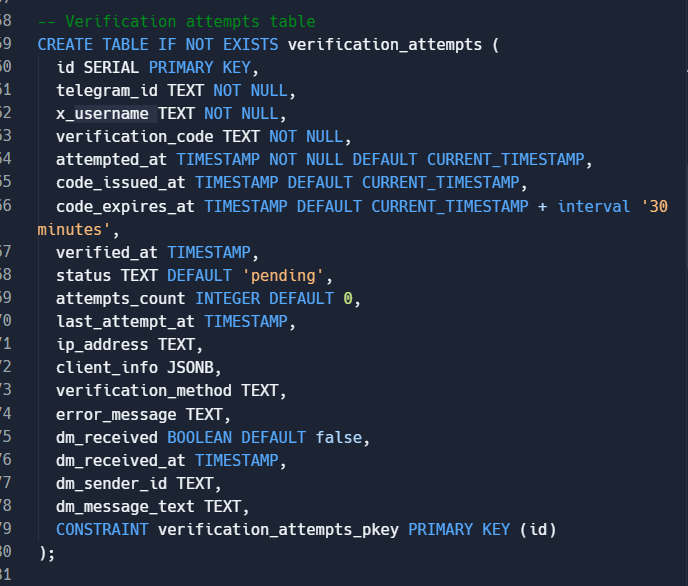 58 -- Verification attempts table
59 CREATE TABLE IF NOT EXISTS verification_attempts (
60 id SERIAL PRIMARY KEY,
61 telegram_id TEXT NOT NULL,
62 x_username TEXT NOT NULL,
63 verification_code TEXT NOT NULL,
64 attempted_at TIMESTAMP NOT NULL DEFAULT CURRENT_TIMESTAMP,
65 code_issued_at TIMESTAMP DEFAULT CURRENT_TIMESTAMP,
66 code_expires_at TIMESTAMP DEFAULT CURRENT_TIMESTAMP + interval '30
minutes',
67 verified_at TIMESTAMP,
68 status TEXT DEFAULT 'pending',
69 attempts_count INTEGER DEFAULT 0,
70 last_attempt_at TIMESTAMP,
71 ip_address TEXT,
72 client_info JSONB,
73 verification_method TEXT,
74 error_message TEXT,
75 dm_received BOOLEAN DEFAULT false,
76 dm_received_at TIMESTAMP,
77 dm_sender_id TEXT,
78 dm_message_text TEXT,
79 CONSTRAINT verification_attempts_pkey PRIMARY KEY (id)
80 );
81